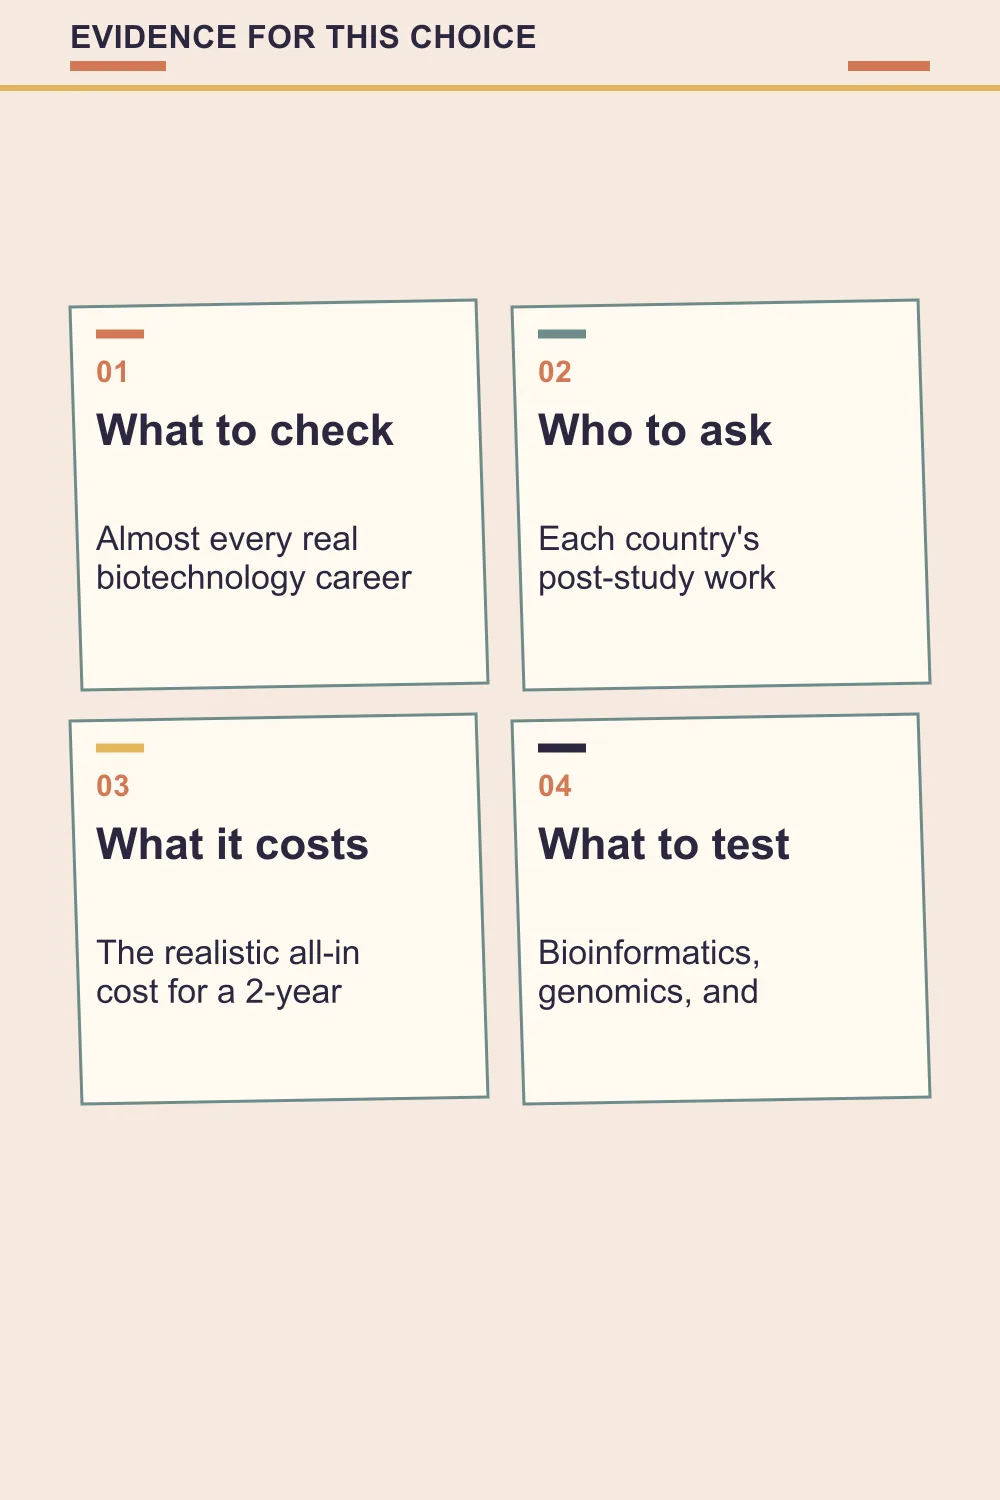 EVIDENCE FOR THIS CHOICE
01
What to check
Almost every real
biotechnology career
02
Who to ask
Each country's
post-study work
03
What it costs
The realistic all-in
cost for a 2-year
04
What to test
Bioinformatics,
genomics, and